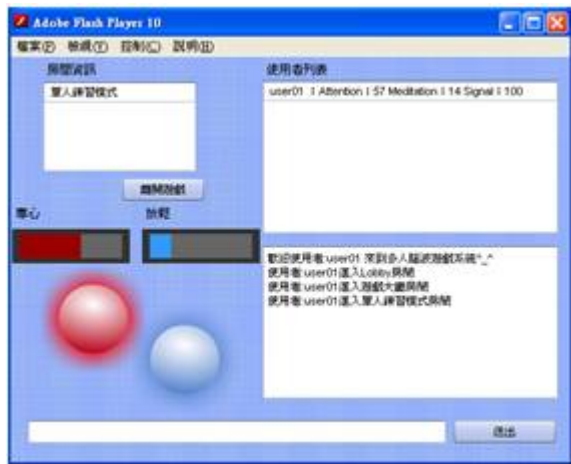 Adobe Flash Player 10
檔案(F) 檢視(V) 控制(C) 說明(H)
房間資訊
使用者列表
單人練習模式
user01 | Attention | 57 Meditation | 14 Signal | 100
離開遊戲
專心
放輕
歡迎使用者:user01 來到多人腦波遊戲系統^_^
使用者:user01進入Lobby房間
使用者:user01進入遊戲大廳房間
使用者:user01進入單人練習模式房間
送出